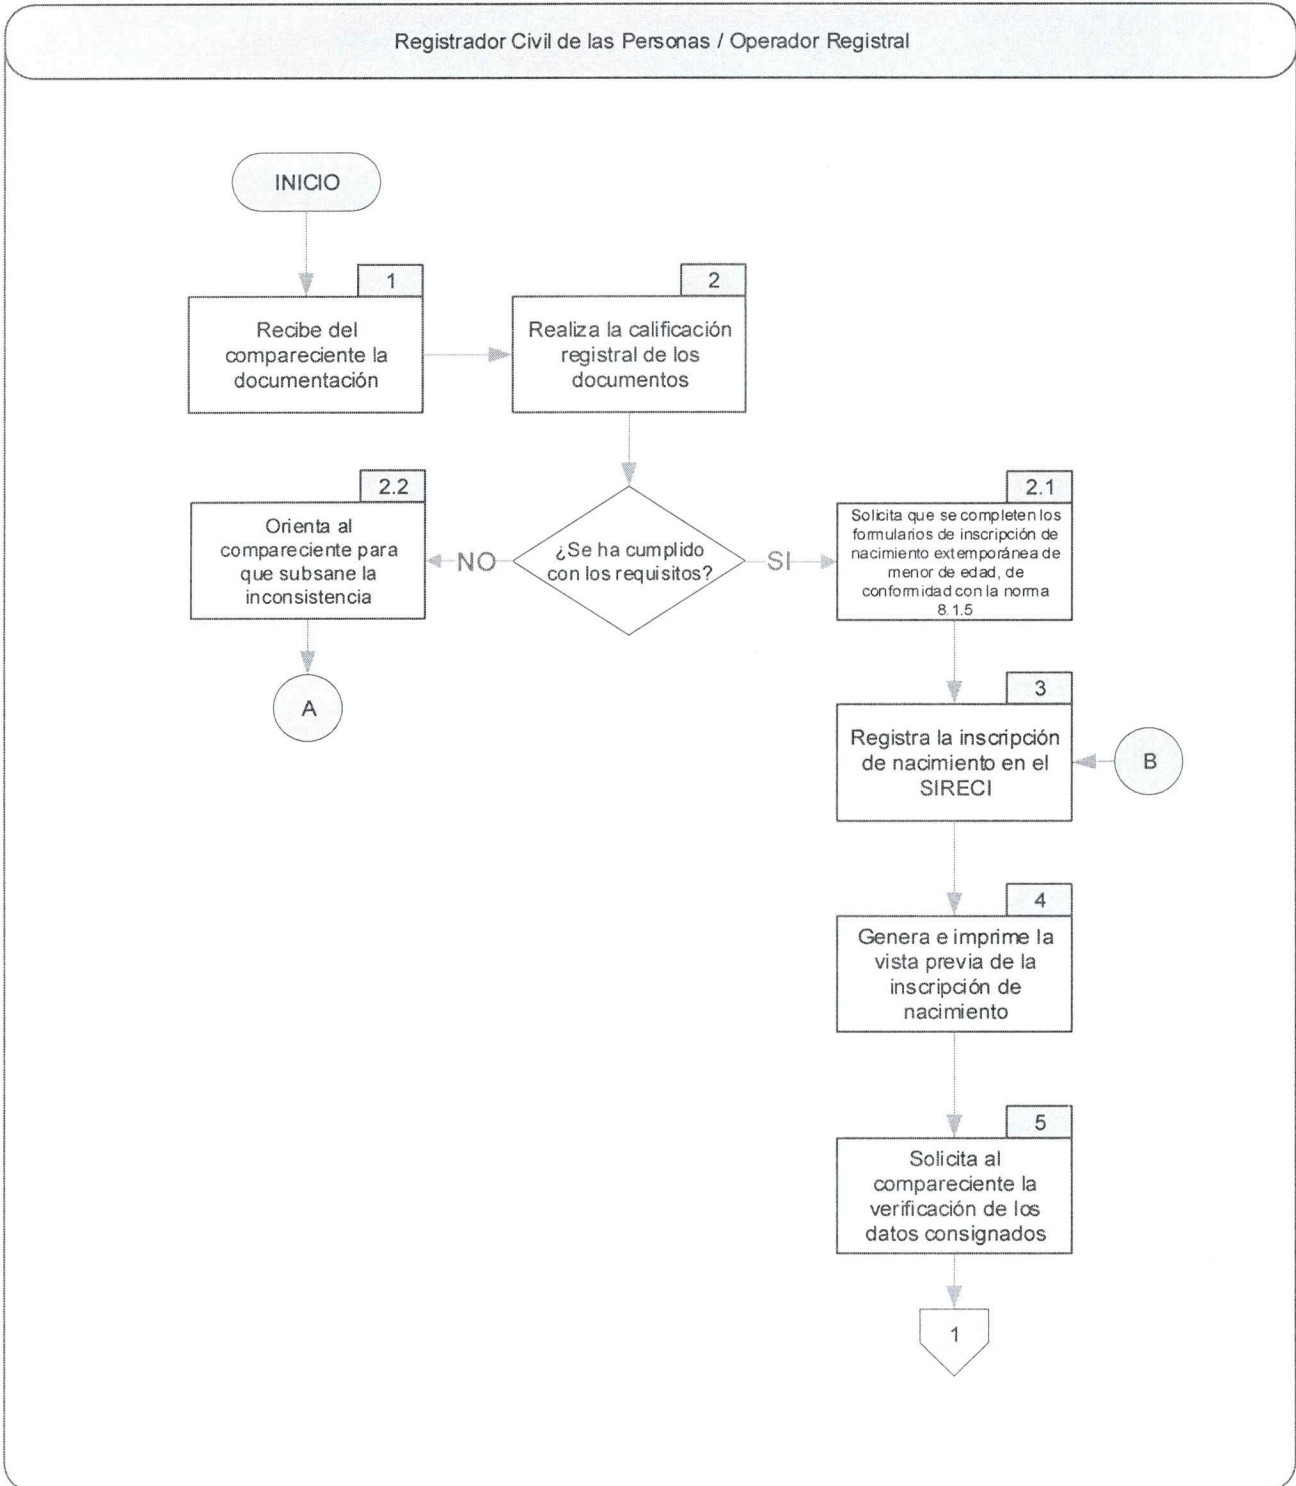 Registrador Civil de las Personas / Operador Registral
INICIO
1
Recibe del
compareciente la
documentación
2
Realiza la calificación
registral de los
documentos
¿Se ha cumplido
con los requisitos?
NO
SI
2.2
Orienta al
compareciente para
que subsane la
inconsistencia
A
2.1
Solicita que se completen los
formularios de inscripción de
nacimiento extemporánea de
menor de edad, de
conformidad con la norma
8.1.5
3
Registra la inscripción
de nacimiento en el
SIRECI
B
4
Genera e imprime la
vista previa de la
inscripción de
nacimiento
5
Solicita al
compareciente la
verificación de los
datos consignados
1